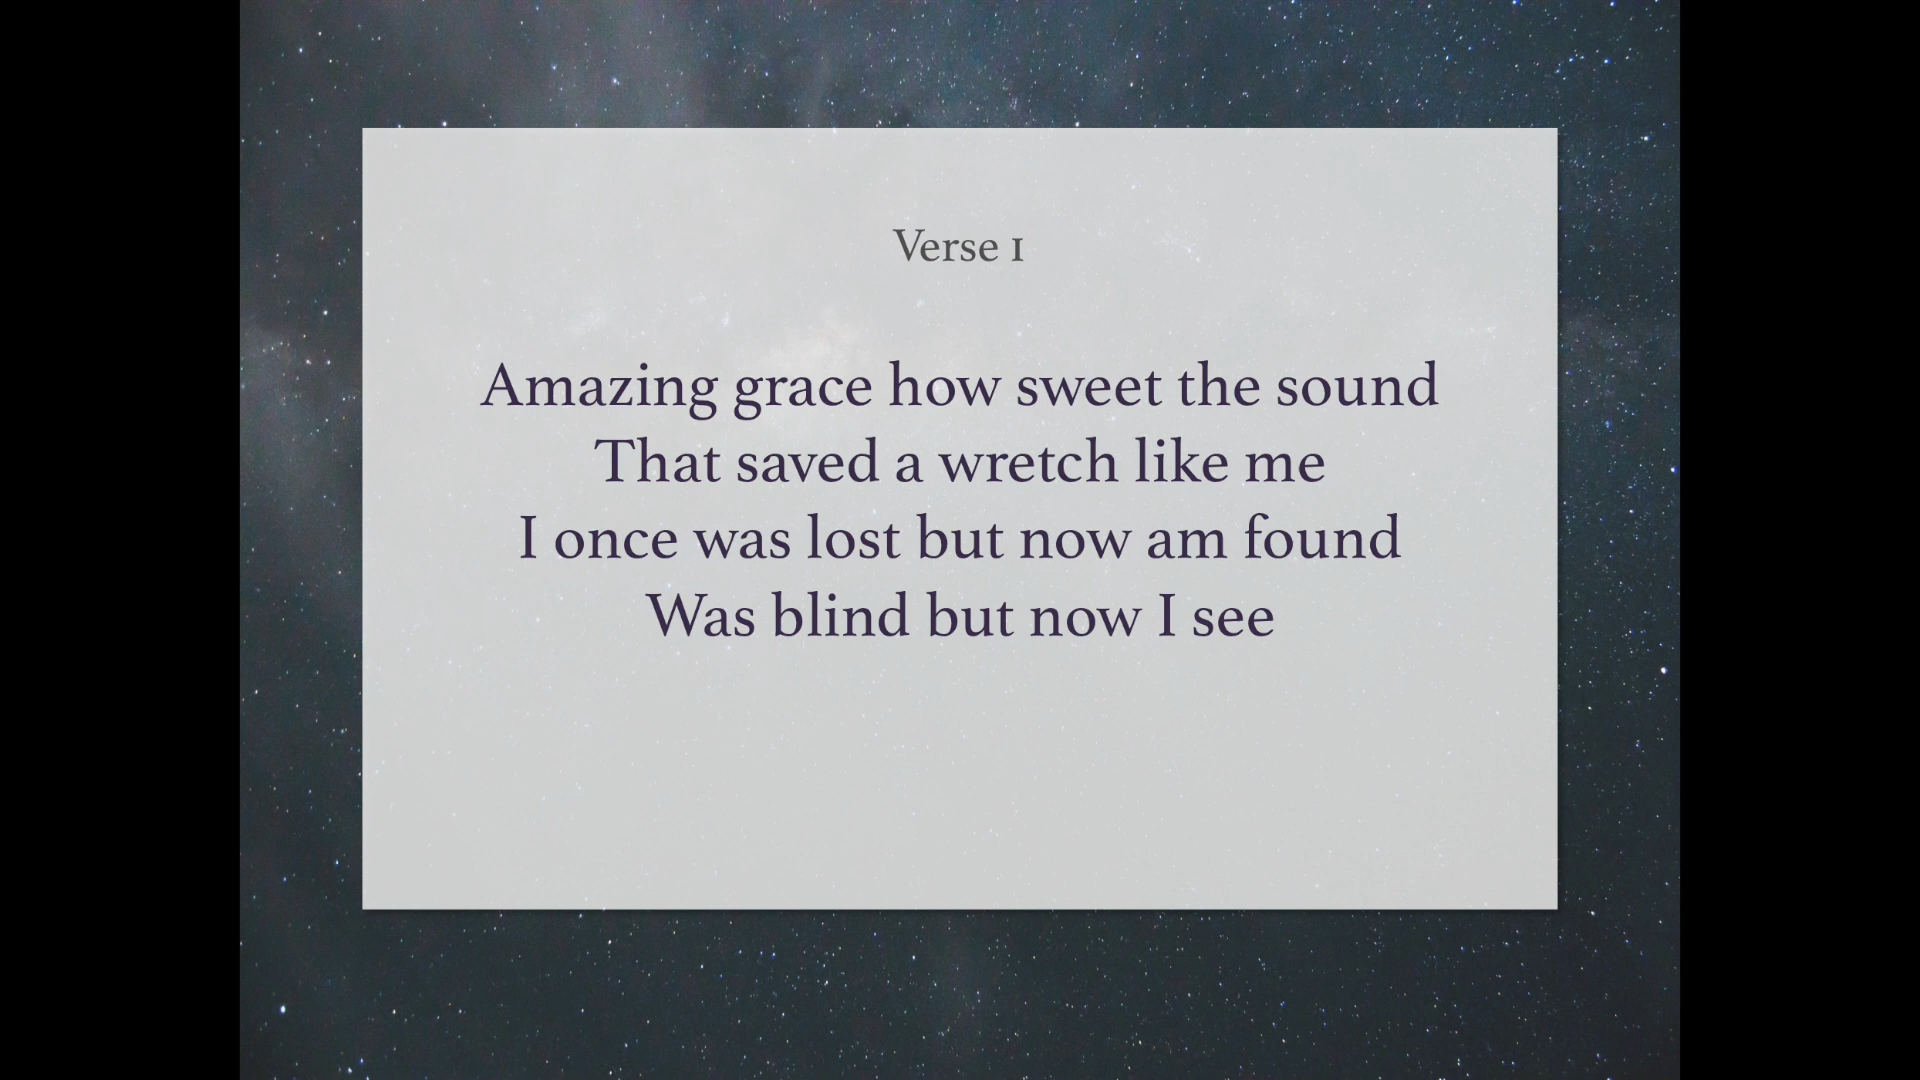 Verse 1
Amazing grace how sweet the sound
That saved a wretch like me
I once was lost but now am found
Was blind but now I see